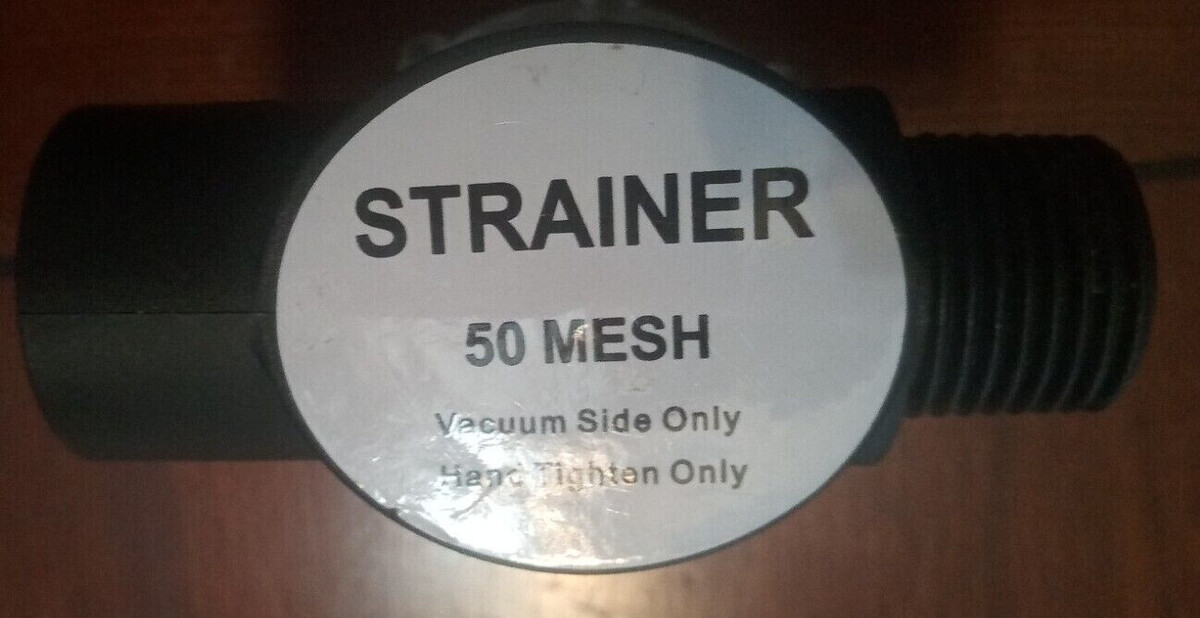 STRAINER
50 MESH
Vacuum Side Only
Hand Tighten Only